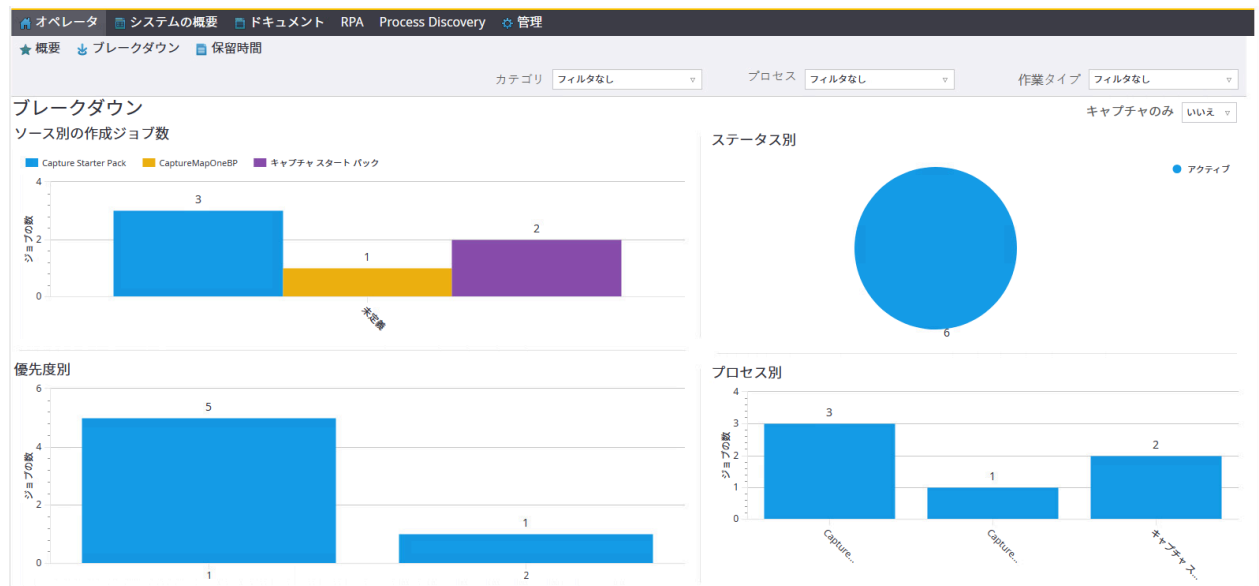 オペレータ システムの概要 ドキュメント RPA Process Discovery 管理
概要 ブレークダウン 保留時間
カテゴリ フィルタなし プロセス フィルタなし 作業タイプ フィルタなし
ブレークダウン
キャプチャのみ いいえ
ソース別の作成ジョブ数
Capture Starter Pack CaptureMapOneBP キャプチャ スタート パック
4
3
2
ジョブの数
2
1
0
未定義
ステータス別
アクティブ
6
優先度別
6
5
4
ジョブの数
2
1
0
1 2
プロセス別
4
3
3
2
ジョブの数
2
1
1
0
Capture...
Capture...
キャプチャ ス...